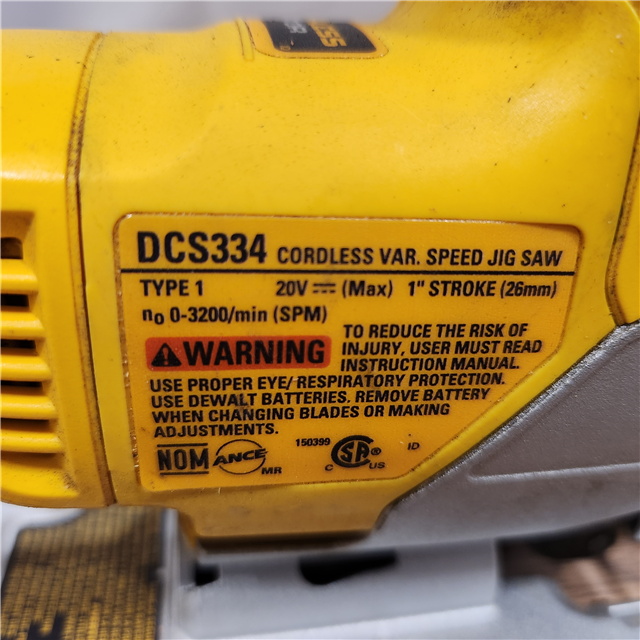 DCS334 CORDLESS VAR. SPEED JIG SAW
TYPE 1 20V ⎓ (Max) 1" STROKE (26mm)
n₀ 0-3200/min (SPM)
⚠WARNING TO REDUCE THE RISK OF
INJURY, USER MUST READ
INSTRUCTION MANUAL.
USE PROPER EYE/ RESPIRATORY PROTECTION.
USE DEWALT BATTERIES. REMOVE BATTERY
WHEN CHANGING BLADES OR MAKING
ADJUSTMENTS.
NOM ANCE MR 150399 C SA® US ID